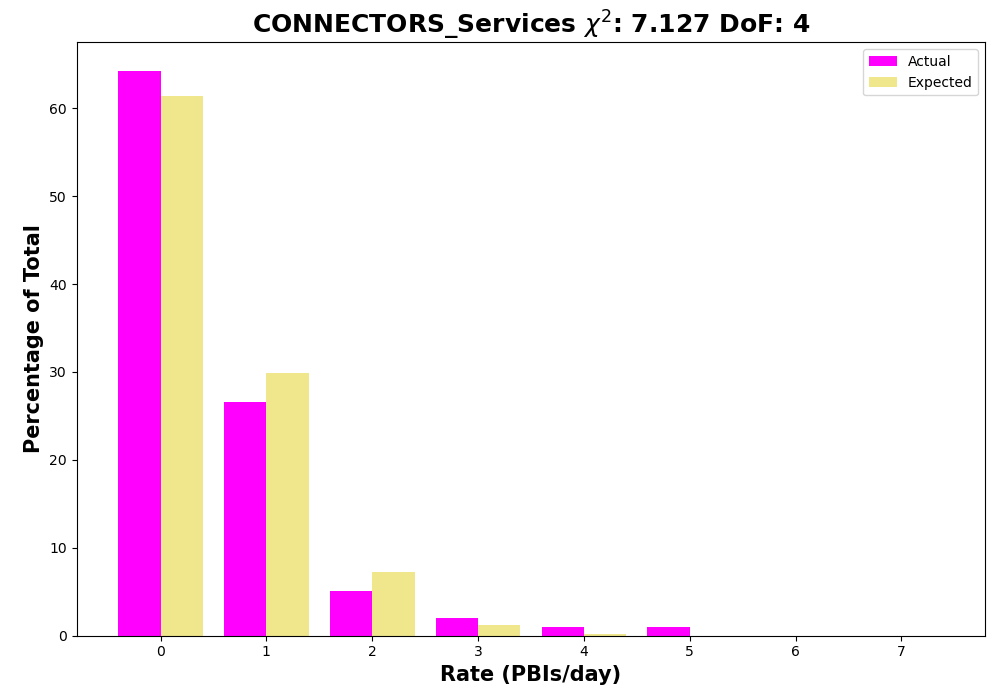 CONNECTORS_Services χ²: 7.127 DoF: 4
Actual
Expected
Percentage of Total
60
50
40
30
20
10
0
0 1 2 3 4 5 6 7
Rate (PBIs/day)